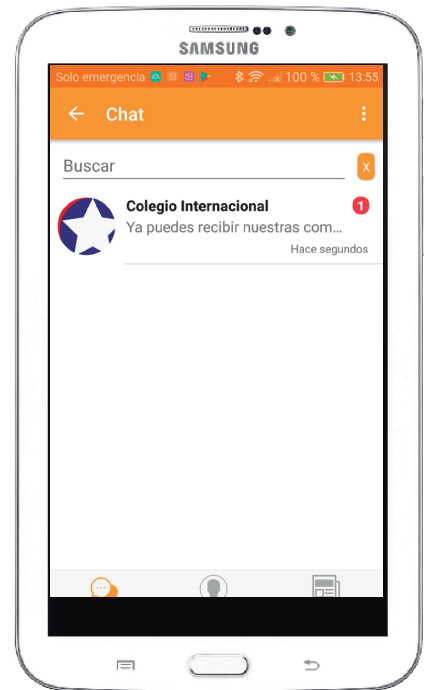 SAMSUNG
Solo emergencia 100 % 13:55
Chat
Buscar X
Colegio Internacional 1
Ya puedes recibir nuestras com...
Hace segundos